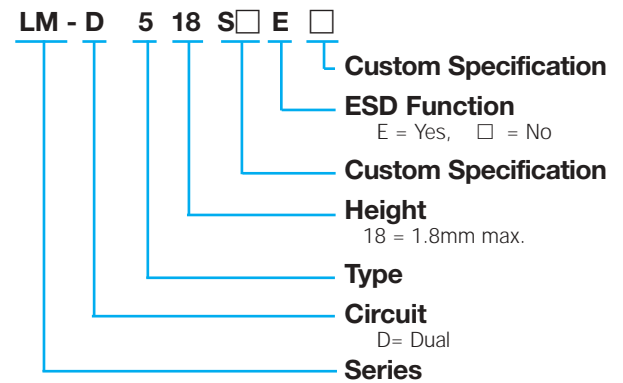 LM - D 5 18 S□ E □
Custom Specification
ESD Function
E = Yes, □ = No
Custom Specification
Height
18 = 1.8mm max.
Type
Circuit
D= Dual
Series